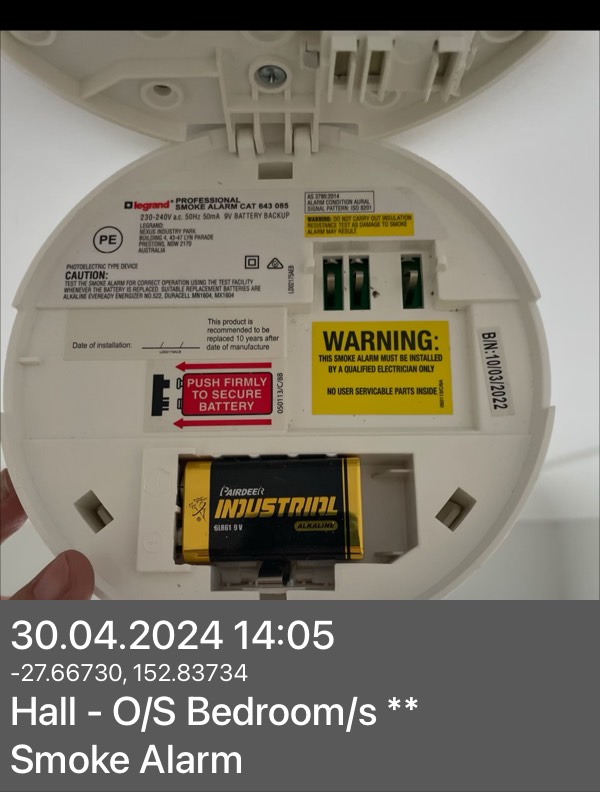 legrand® PROFESSIONAL
SMOKE ALARM CAT 643 085
230-240V a.c. 50Hz 50mA 9V BATTERY BACKUP
LEGRAND:
NEXUS INDUSTRY PARK
BUILDING 4, 43-47 LYN PARADE
PRESTONS, NSW 2170
AUSTRALIA
PE
PHOTOELECTRIC TYPE DEVICE
CAUTION:
TEST THE SMOKE ALARM FOR CORRECT OPERATION USING THE TEST FACILITY
WHENEVER THE BATTERY IS REPLACED. SUITABLE REPLACEMENT BATTERIES ARE
ALKALINE EVEREADY ENERGIZER NO.522, DURACELL MN1604, MX1604
AS 3786:2014
ALARM CONDITION AURAL
SIGNAL PATTERN: ISO 8201
WARNING: DO NOT CARRY OUT INSULATION
RESISTANCE TEST AS DAMAGE TO SMOKE
ALARM MAY RESULT.
Date of installation:
This product is
recommended to be
replaced 10 years after
date of manufacture
PUSH FIRMLY
TO SECURE
BATTERY
050113/C/BB
WARNING:
THIS SMOKE ALARM MUST BE INSTALLED
BY A QUALIFIED ELECTRICIAN ONLY
NO USER SERVICABLE PARTS INSIDE
B/N:10/03/2022
PAIRDEER
INDUSTRIAL
6LR61 9V
ALKALINE
30.04.2024 14:05
-27.66730, 152.83734
Hall - O/S Bedroom/s **
Smoke Alarm